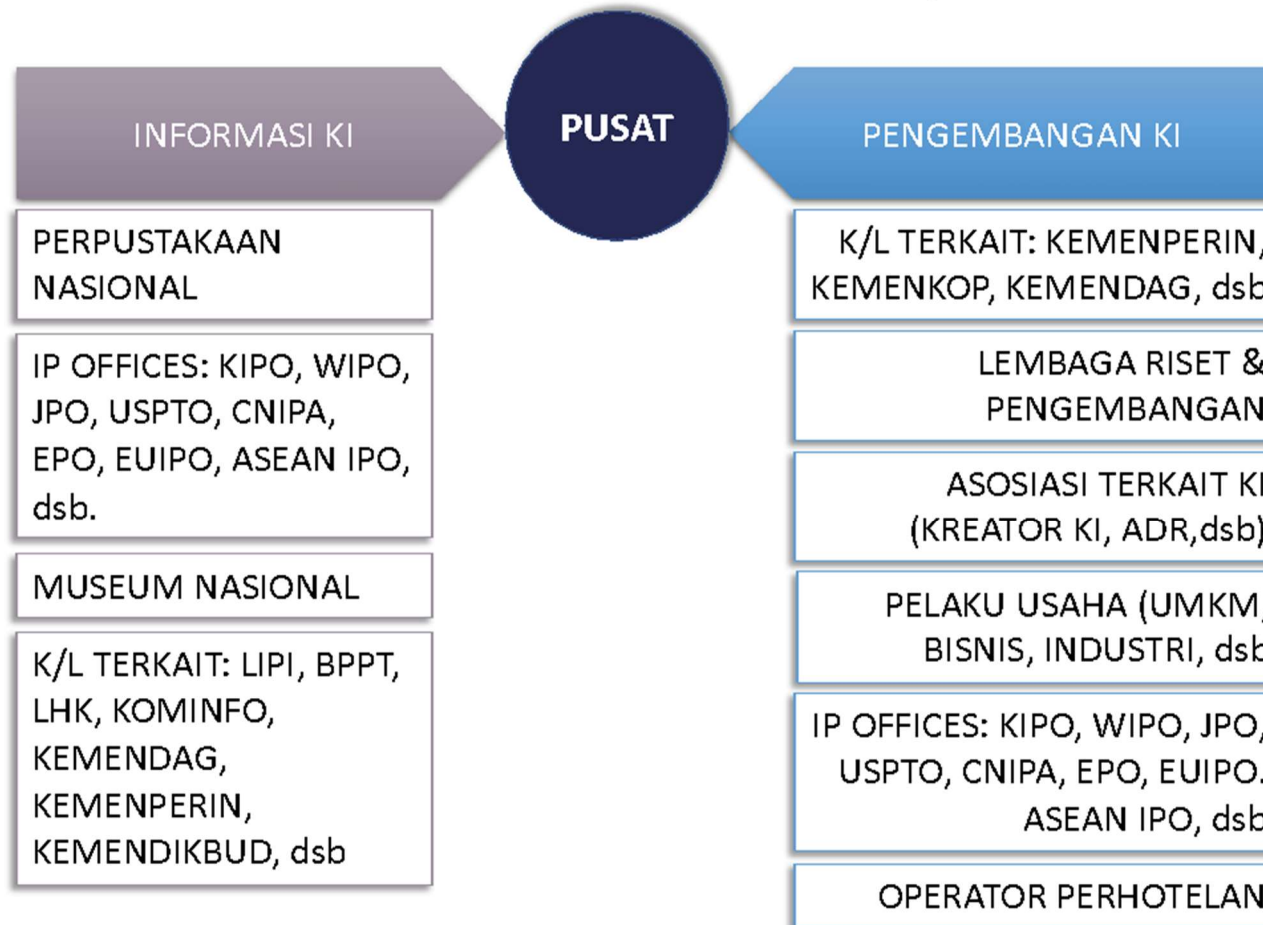 INFORMASI KI
PERPUSTAKAAN
NASIONAL
IP OFFICES: KIPO, WIPO,
JPO, USPTO, CNIPA,
EPO, EUIPO, ASEAN IPO,
dsb.
MUSEUM NASIONAL
K/L TERKAIT: LIPI, BPPT,
LHK, KOMINFO,
KEMENDAG,
KEMENPERIN,
KEMENDIKBUD, dsb
PUSAT
PENGEMBANGAN KI
K/L TERKAIT: KEMENPERIN,
KEMENKOP, KEMENDAG, dsb
LEMBAGA RISET &
PENGEMBANGAN
ASOSIASI TERKAIT KI
(KREATOR KI, ADR,dsb)
PELAKU USAHA (UMKM,
BISNIS, INDUSTRI, dsb
IP OFFICES: KIPO, WIPO, JPO,
USPTO, CNIPA, EPO, EUIPO.
ASEAN IPO, dsb
OPERATOR PERHOTELAN